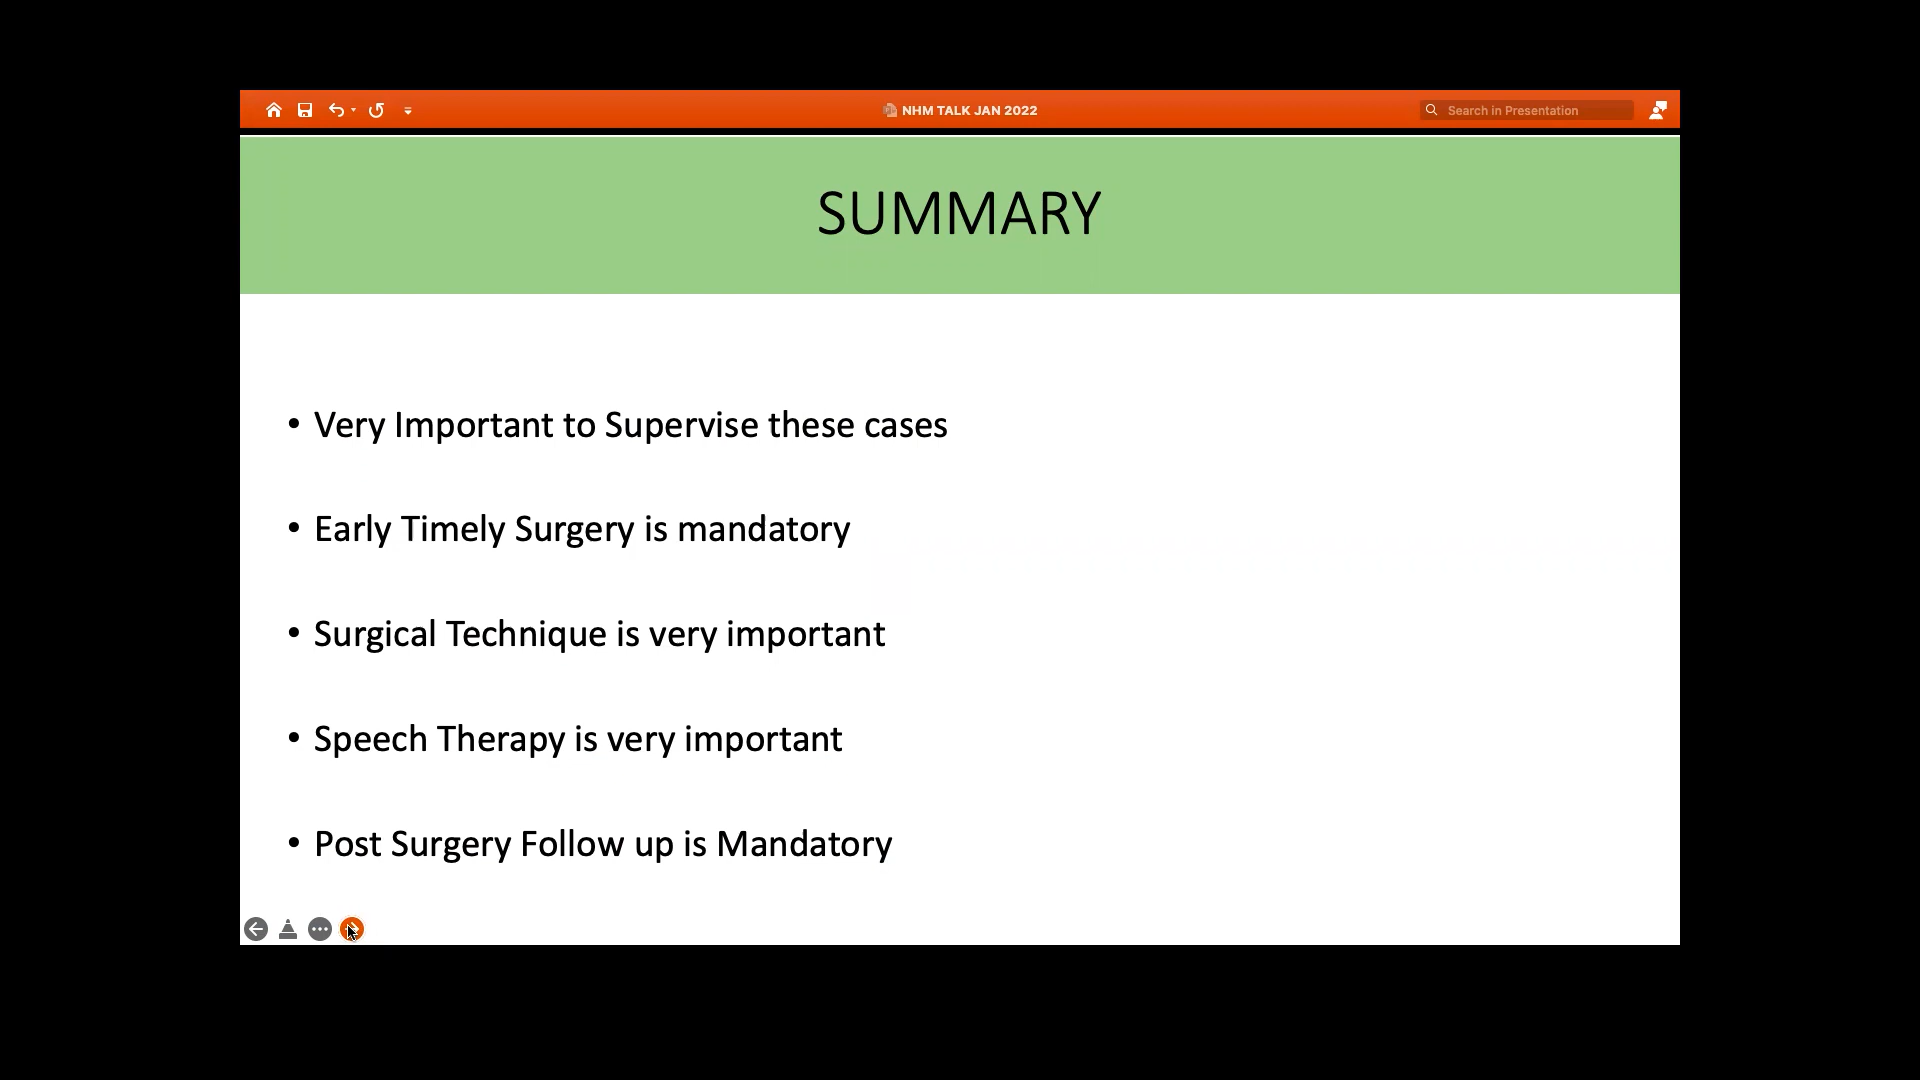 NHM TALK JAN 2022
Search in Presentation
SUMMARY
• Very Important to Supervise these cases
• Early Timely Surgery is mandatory
• Surgical Technique is very important
• Speech Therapy is very important
• Post Surgery Follow up is Mandatory